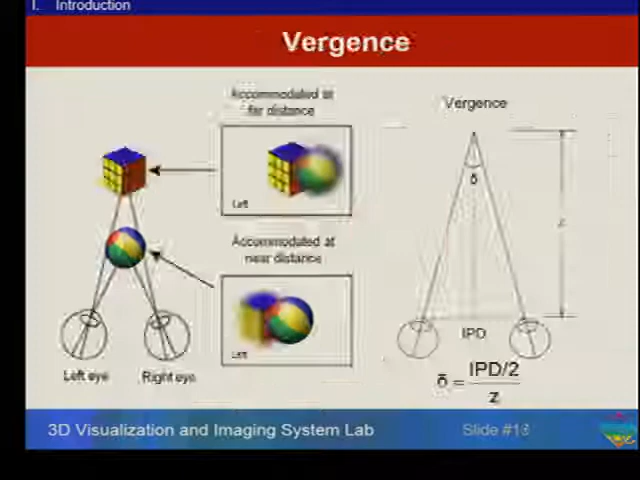 I. Introduction
Vergence
Accommodated at
far distance
Left
Accommodated at
near distance
Left
Left eye
Right eye
Vergence
δ
z
IPD
δ = IPD/2
z
3D Visualization and Imaging System Lab
Slide #13